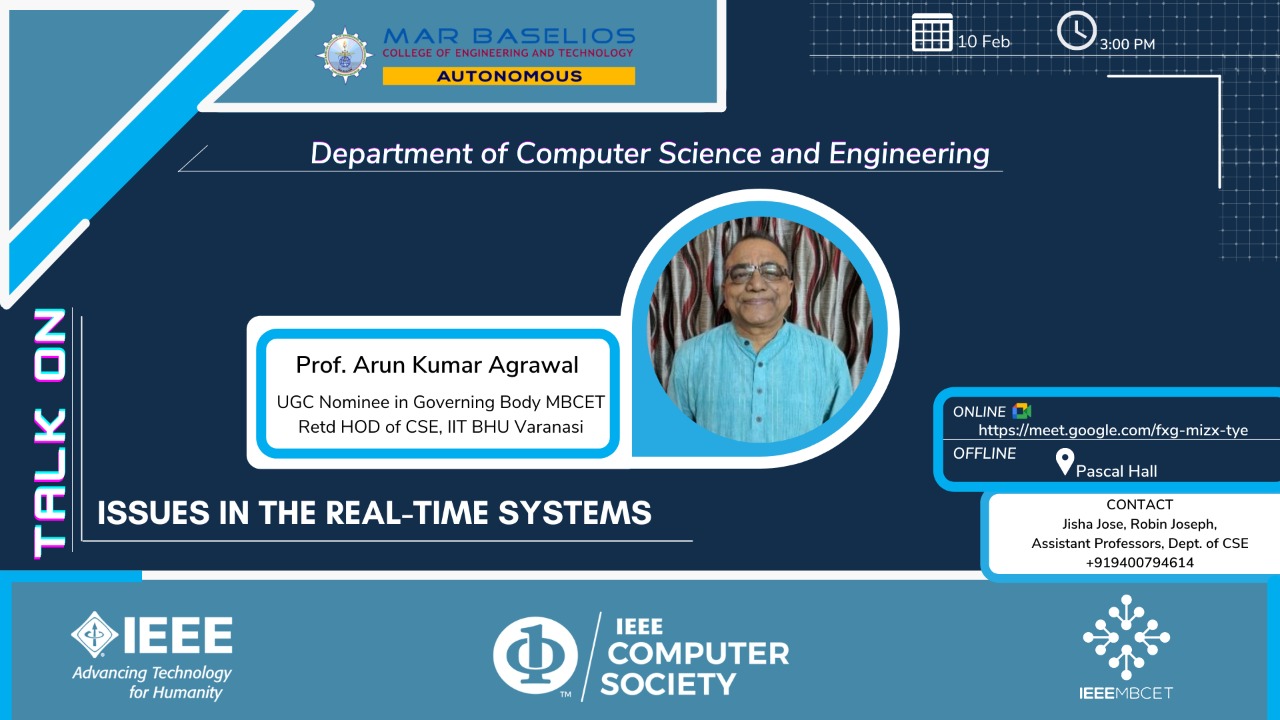 MAR BASELIOS
COLLEGE OF ENGINEERING AND TECHNOLOGY
AUTONOMOUS
10 Feb
3:00 PM
Department of Computer Science and Engineering
Prof. Arun Kumar Agrawal
UGC Nominee in Governing Body MBCET
Retd HOD of CSE, IIT BHU Varanasi
TALK ON
ISSUES IN THE REAL-TIME SYSTEMS
ONLINE
https://meet.google.com/fxg-mizx-tye
OFFLINE
Pascal Hall
CONTACT
Jisha Jose, Robin Joseph,
Assistant Professors, Dept. of CSE
+919400794614
IEEE
Advancing Technology
for Humanity
TM
IEEE
COMPUTER
SOCIETY
IEEEMBCET